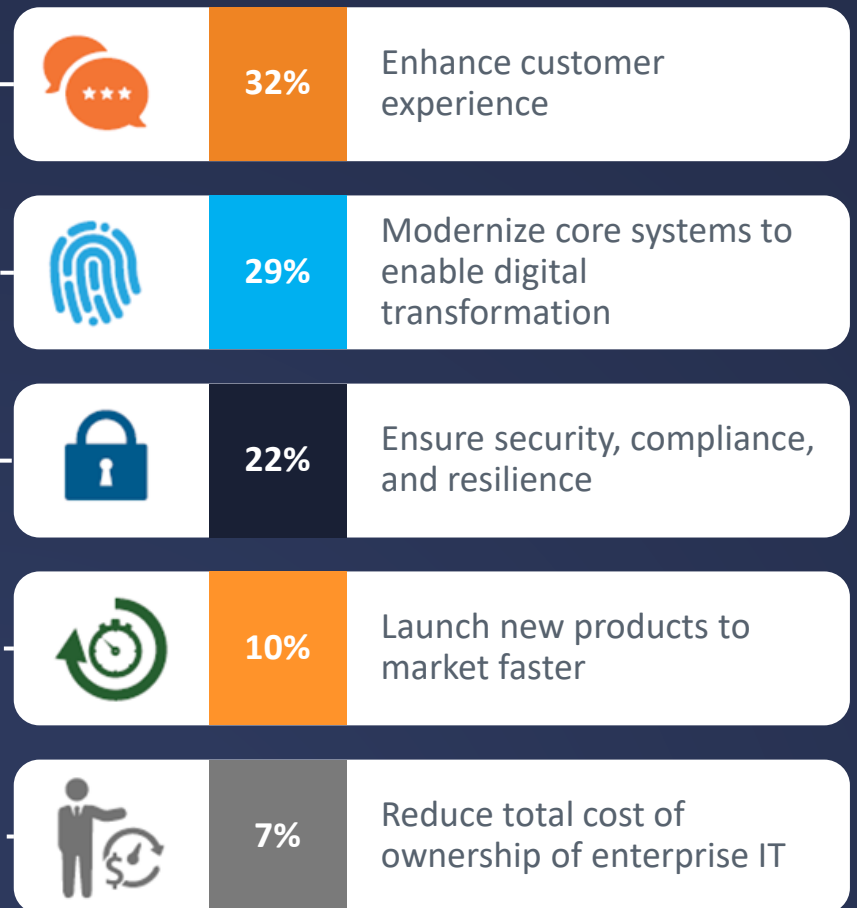 32%
Enhance customer
experience
29%
Modernize core systems to
enable digital
transformation
22%
Ensure security, compliance,
and resilience
10%
Launch new products to
market faster
7%
Reduce total cost of
ownership of enterprise IT
$